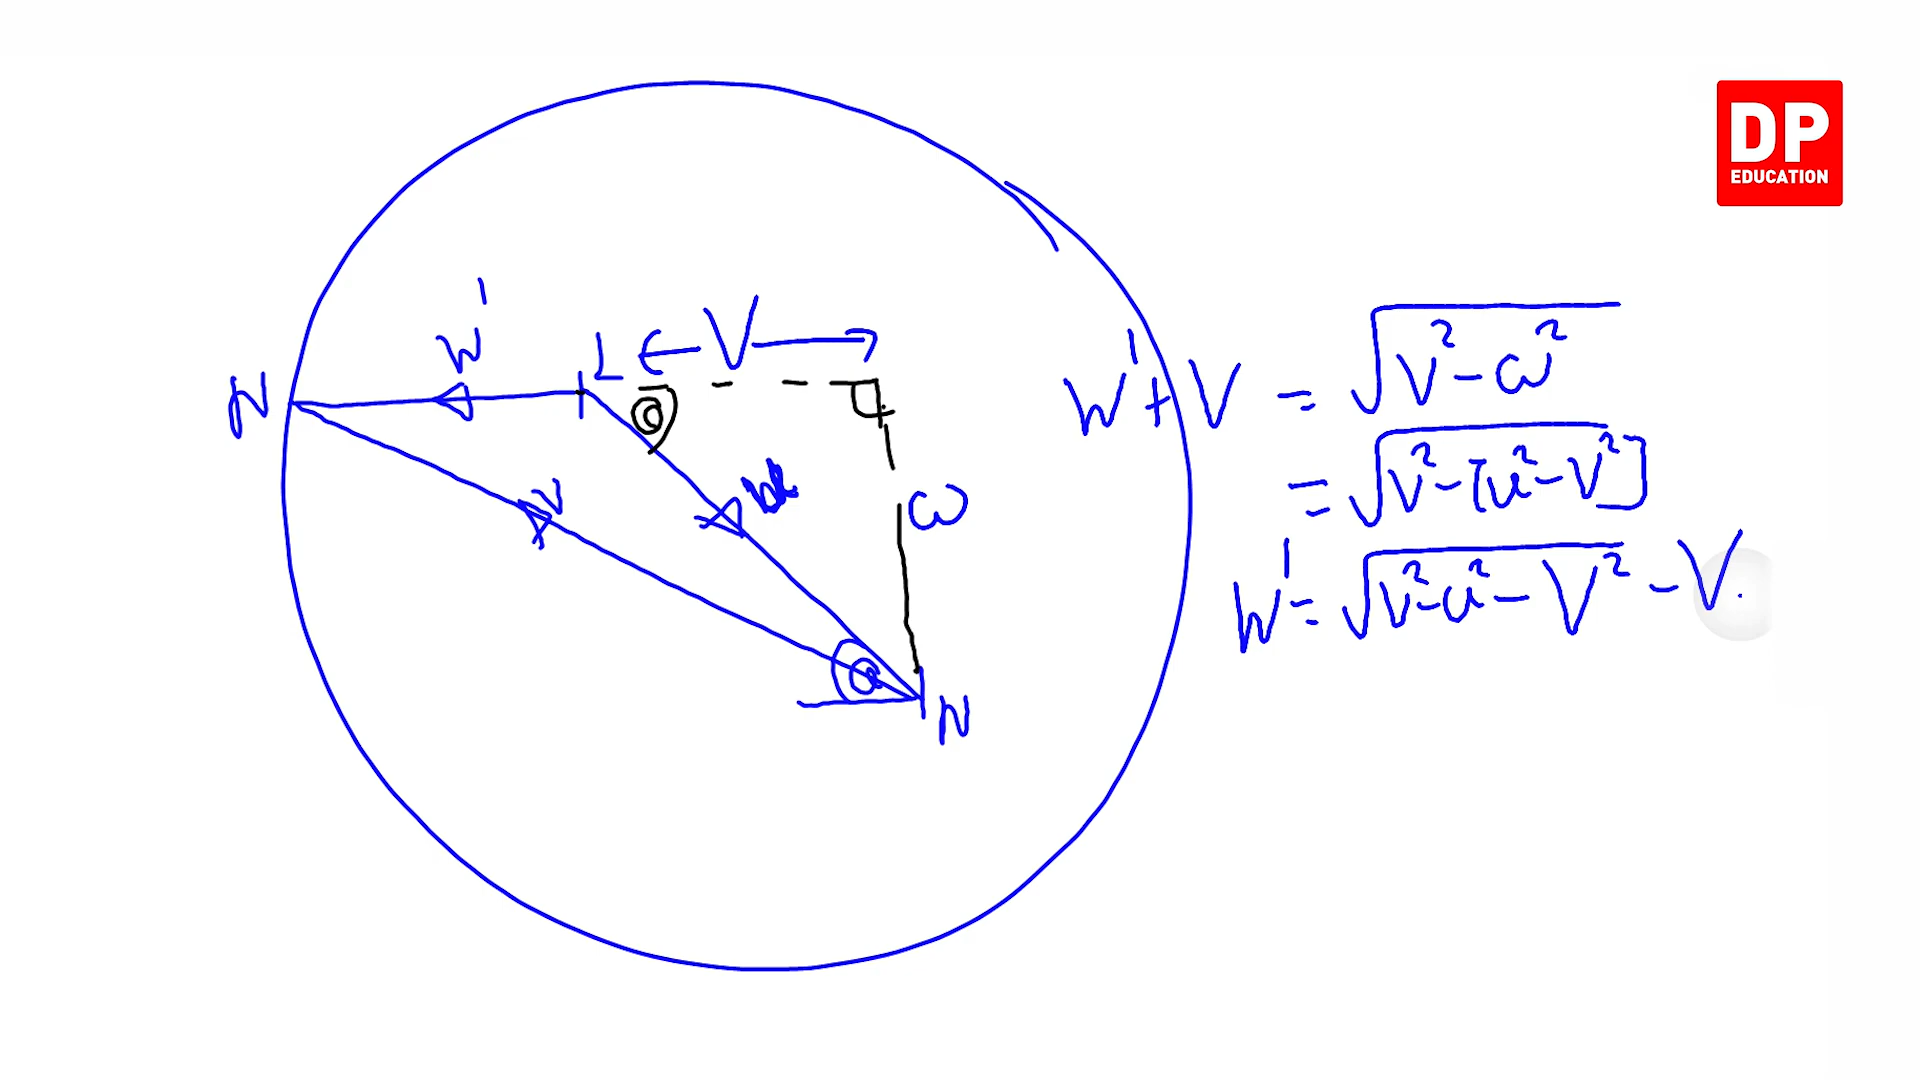 DP
EDUCATION
W'
L
V
N
W' + V = √V² - ω²
V
ω
= √V² - [u² - V²]
W' = √V² - u² - V² - V.
N